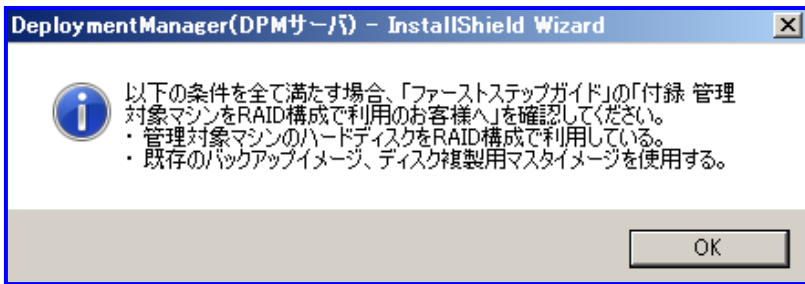 DeploymentManager(DPMサーバ) - InstallShield Wizard
以下の条件を全て満たす場合、「ファーストステップガイド」の「付録 管理
対象マシンをRAID構成で利用のお客様へ」を確認してください。
・ 管理対象マシンのハードディスクをRAID構成で利用している。
・ 既存のバックアップイメージ、ディスク複製用マスタイメージを使用する。
OK